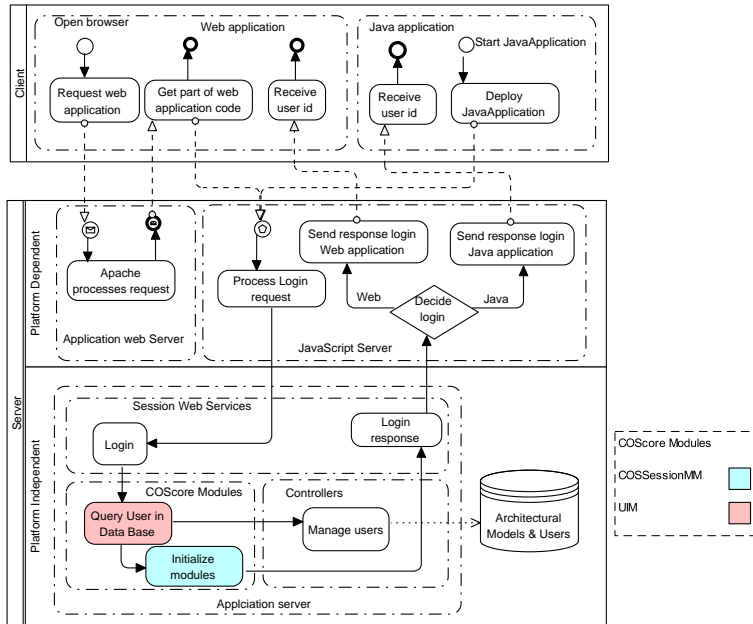 Open browser
Web application
Java application
Start JavaApplication
Client
Request web
application
Get part of web
application code
Receive
user id
Receive
user id
Deploy
JavaApplication
Server
Platform Dependent
Apache
processes request
Application web Server
Process Login
request
Send response login
Web application
Send response login
Java application
Web
Decide
login
Java
JavaScript Server
Platform Independent
Session Web Services
Login
Login
response
COScore Modules
Controllers
Query User in
Data Base
Manage users
Initialize
modules
Architectural
Models & Users
Applciation server
COScore Modules
COSSessionMM
UIM